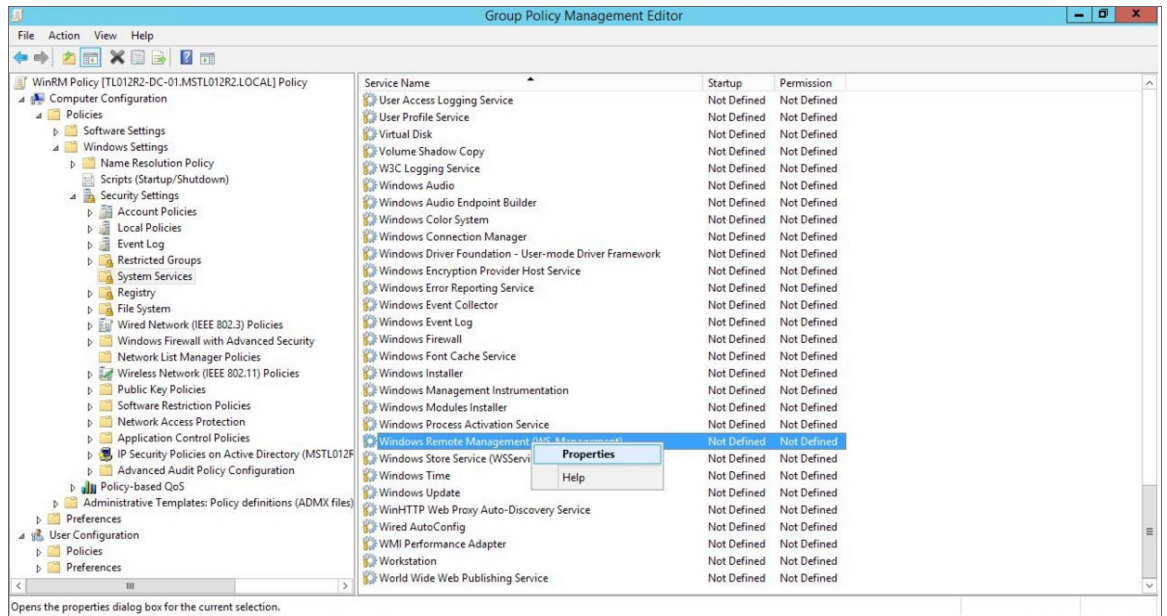 Group Policy Management Editor
File Action View Help
WinRM Policy [TL012R2-DC-01.MSTL012R2.LOCAL] Policy
Computer Configuration
Policies
Software Settings
Windows Settings
Name Resolution Policy
Scripts (Startup/Shutdown)
Security Settings
Account Policies
Local Policies
Event Log
Restricted Groups
System Services
Registry
File System
Wired Network (IEEE 802.3) Policies
Windows Firewall with Advanced Security
Network List Manager Policies
Wireless Network (IEEE 802.11) Policies
Public Key Policies
Software Restriction Policies
Network Access Protection
Application Control Policies
IP Security Policies on Active Directory (MSTL012R
Advanced Audit Policy Configuration
Policy-based QoS
Administrative Templates: Policy definitions (ADMX files)
Preferences
User Configuration
Policies
Preferences
Service Name Startup Permission
User Access Logging Service Not Defined Not Defined
User Profile Service Not Defined Not Defined
Virtual Disk Not Defined Not Defined
Volume Shadow Copy Not Defined Not Defined
W3C Logging Service Not Defined Not Defined
Windows Audio Not Defined Not Defined
Windows Audio Endpoint Builder Not Defined Not Defined
Windows Color System Not Defined Not Defined
Windows Connection Manager Not Defined Not Defined
Windows Driver Foundation - User-mode Driver Framework Not Defined Not Defined
Windows Encryption Provider Host Service Not Defined Not Defined
Windows Error Reporting Service Not Defined Not Defined
Windows Event Collector Not Defined Not Defined
Windows Event Log Not Defined Not Defined
Windows Firewall Not Defined Not Defined
Windows Font Cache Service Not Defined Not Defined
Windows Installer Not Defined Not Defined
Windows Management Instrumentation Not Defined Not Defined
Windows Modules Installer Not Defined Not Defined
Windows Process Activation Service Not Defined Not Defined
Windows Remote Management (WS-Management) Not Defined Not Defined
Windows Store Service (WSServi Not Defined Not Defined
Windows Time Not Defined Not Defined
Windows Update Not Defined Not Defined
WinHTTP Web Proxy Auto-Discovery Service Not Defined Not Defined
Wired AutoConfig Not Defined Not Defined
WMI Performance Adapter Not Defined Not Defined
Workstation Not Defined Not Defined
World Wide Web Publishing Service Not Defined Not Defined
Properties
Help
Opens the properties dialog box for the current selection.